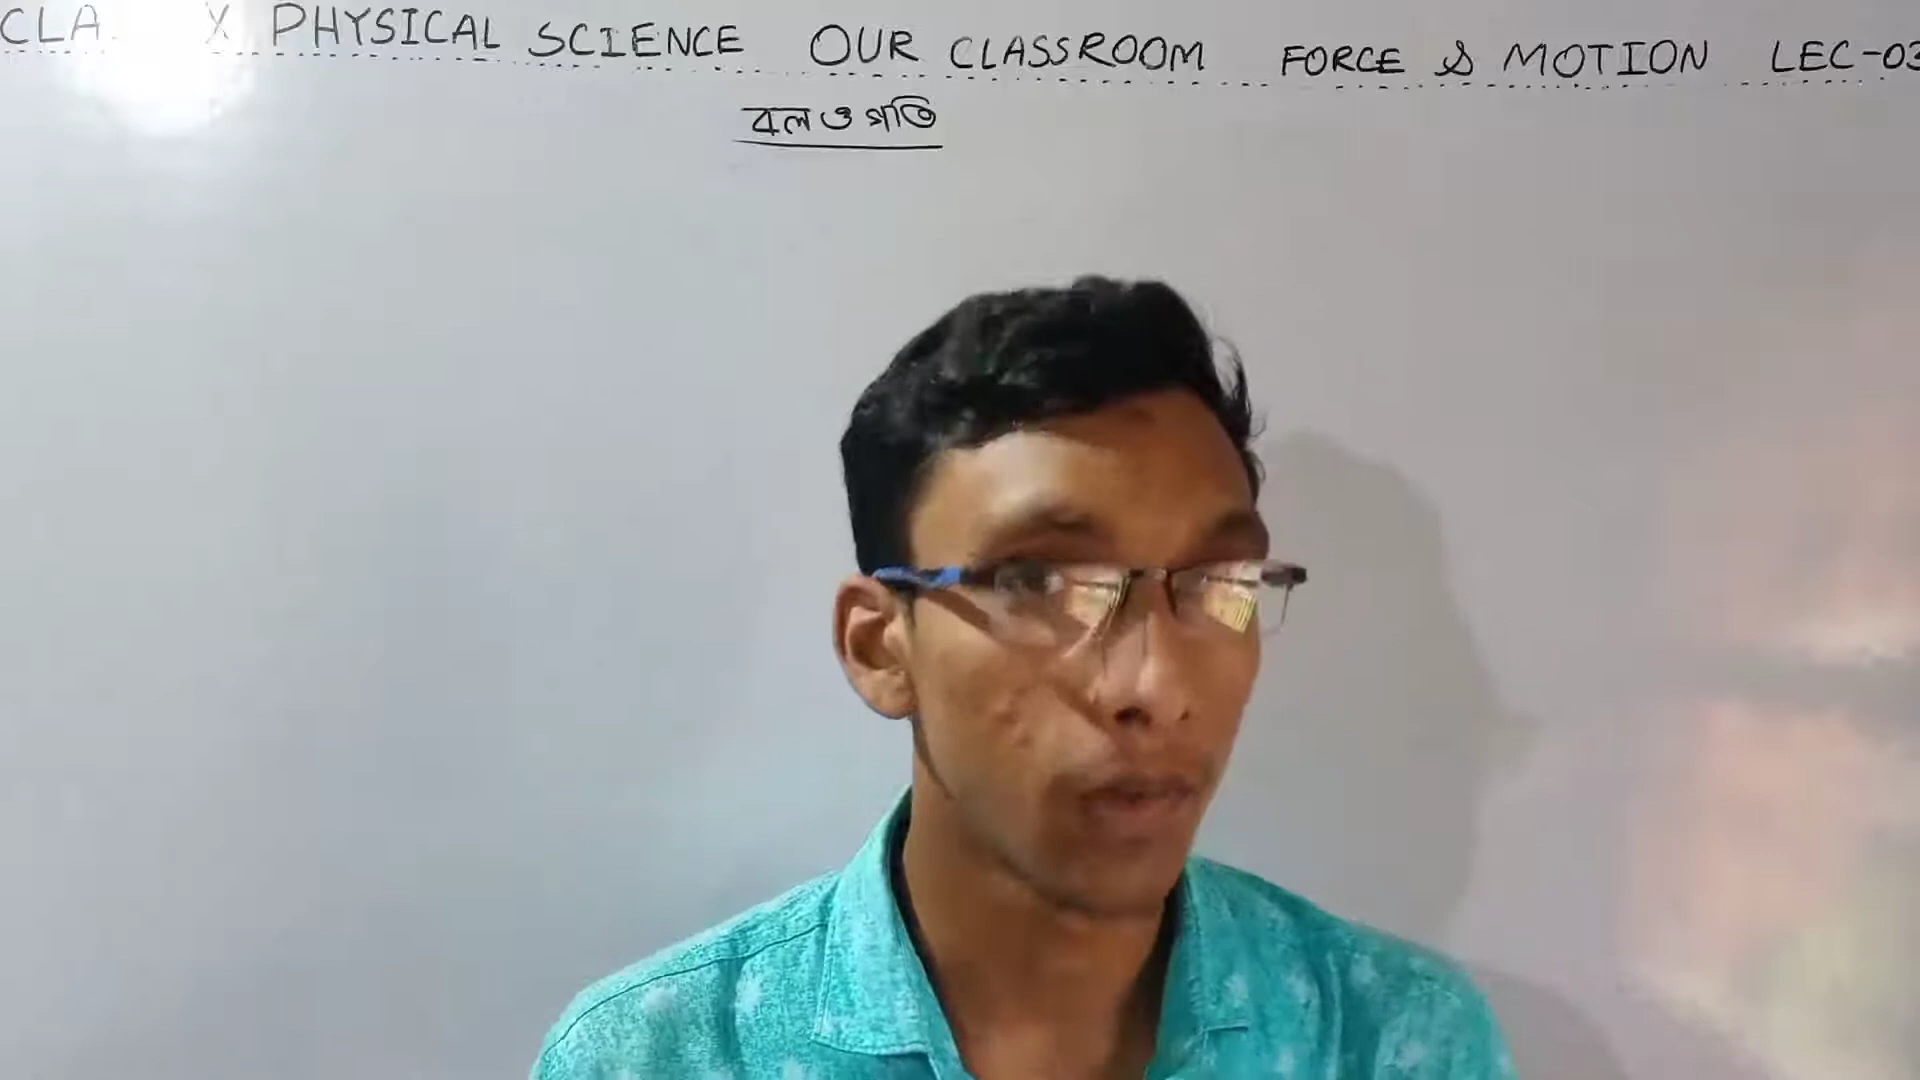 CLA X PHYSICAL SCIENCE OUR CLASSROOM FORCE & MOTION LEC-03
বল ও গতি